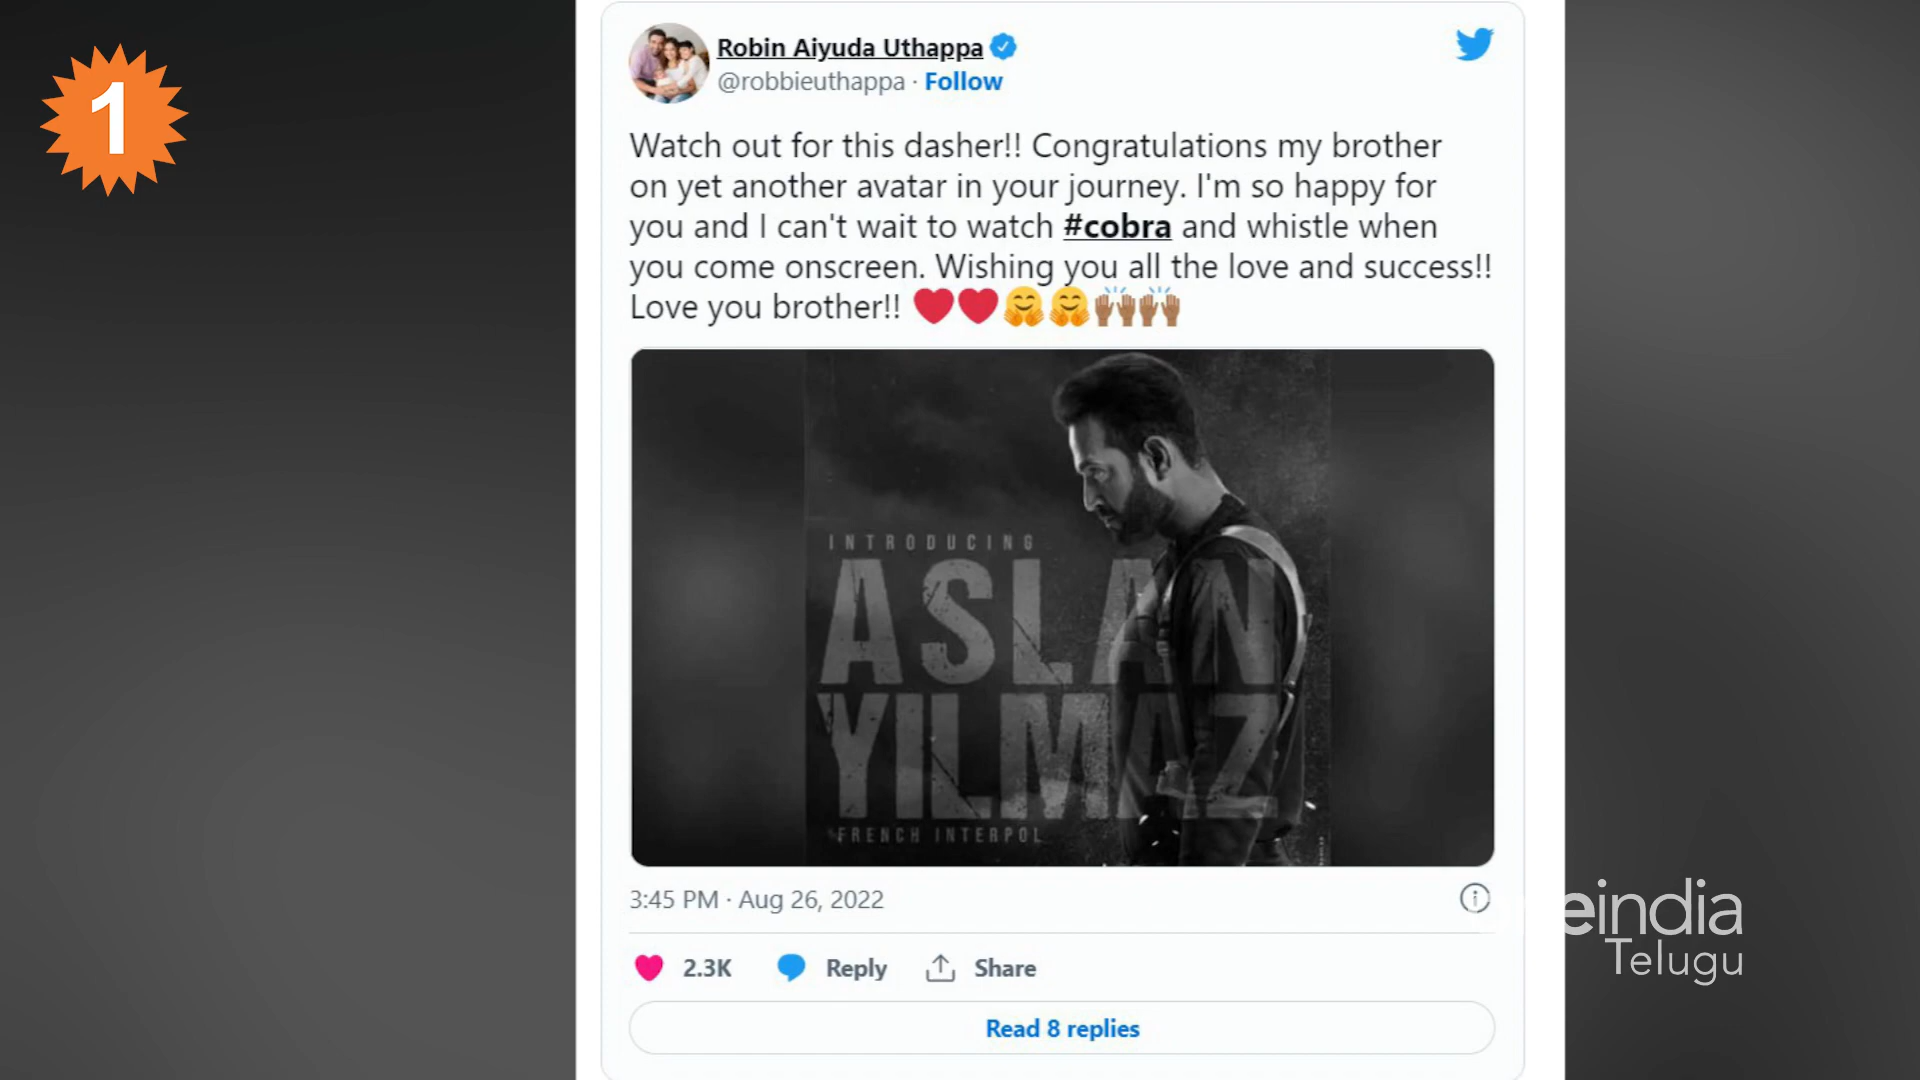 1
Robin Aiyuda Uthappa
@robbieuthappa · Follow
Watch out for this dasher!! Congratulations my brother
on yet another avatar in your journey. I'm so happy for
you and I can't wait to watch #cobra and whistle when
you come onscreen. Wishing you all the love and success!!
Love you brother!! ❤️❤️🤗🤗🙌🏽🙌🏽
INTRODUCING
ASLAN
YILMAZ
FRENCH INTERPOL
3:45 PM · Aug 26, 2022
2.3K Reply Share
Read 8 replies
eindia
Telugu